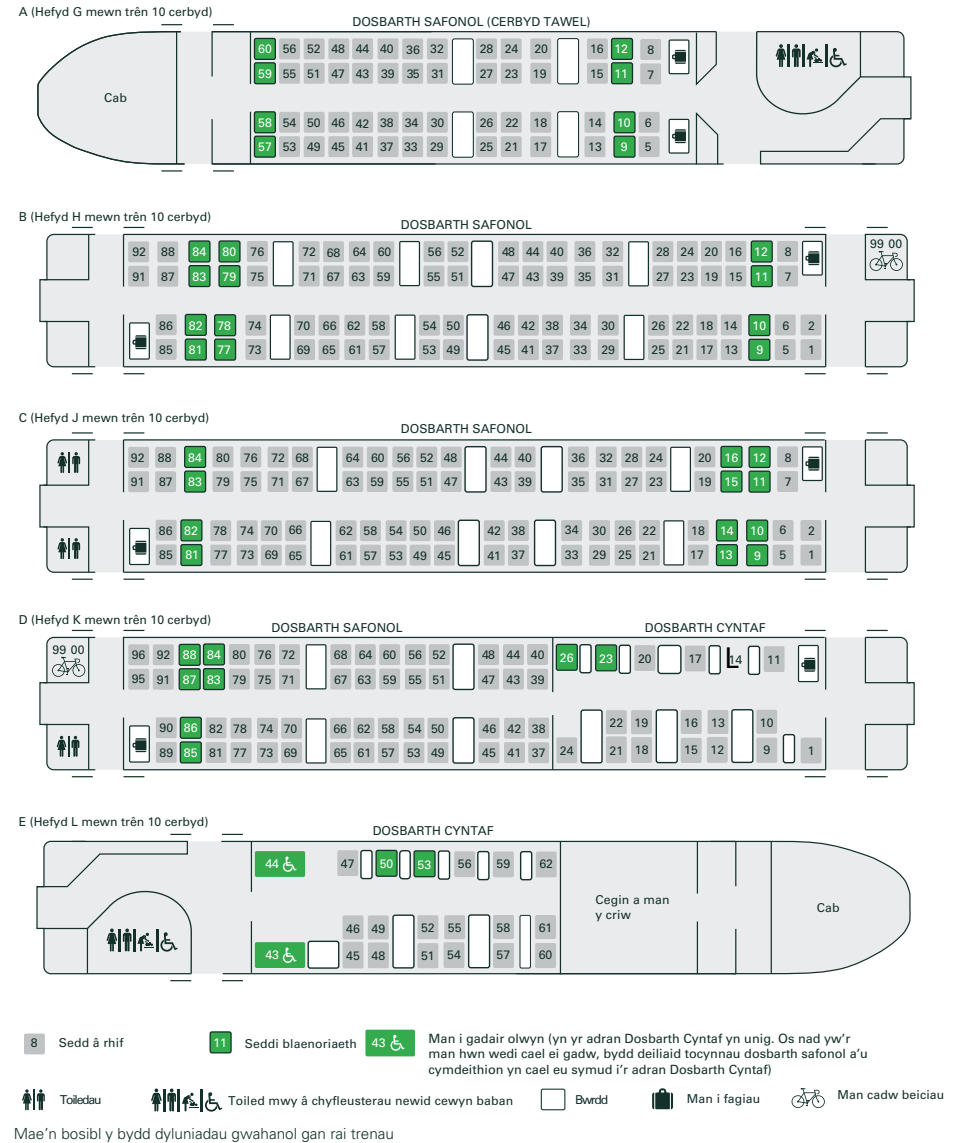 A (Hefyd G mewn trên 10 cerbyd)
DOSBARTH SAFONOL (CERBYD TAWEL)
60 56 52 48 44 40 36 32 28 24 20 16 12 8
59 55 51 47 43 39 35 31 27 23 19 15 11 7
Cab
58 54 50 46 42 38 34 30 26 22 18 14 10 6
57 53 49 45 41 37 33 29 25 21 17 13 9 5
B (Hefyd H mewn trên 10 cerbyd)
DOSBARTH SAFONOL
92 88 84 80 76 72 68 64 60 56 52 48 44 40 36 32 28 24 20 16 12 8 99 00
91 87 83 79 75 71 67 63 59 55 51 47 43 39 35 31 27 23 19 15 11 7
86 82 78 74 70 66 62 58 54 50 46 42 38 34 30 26 22 18 14 10 6 2
85 81 77 73 69 65 61 57 53 49 45 41 37 33 29 25 21 17 13 9 5 1
C (Hefyd J mewn trên 10 cerbyd)
DOSBARTH SAFONOL
92 88 84 80 76 72 68 64 60 56 52 48 44 40 36 32 28 24 20 16 12 8
91 87 83 79 75 71 67 63 59 55 51 47 43 39 35 31 27 23 19 15 11 7
86 82 78 74 70 66 62 58 54 50 46 42 38 34 30 26 22 18 14 10 6 2
85 81 77 73 69 65 61 57 53 49 45 41 37 33 29 25 21 17 13 9 5 1
D (Hefyd K mewn trên 10 cerbyd)
DOSBARTH SAFONOL DOSBARTH CYNTAF
99 00 96 92 88 84 80 76 72 68 64 60 56 52 48 44 40 26 23 20 17 14 11
95 91 87 83 79 75 71 67 63 59 55 51 47 43 39
90 86 82 78 74 70 66 62 58 54 50 46 42 38 22 19 16 13 10
89 85 81 77 73 69 65 61 57 53 49 45 41 37 24 21 18 15 12 9 1
E (Hefyd L mewn trên 10 cerbyd)
DOSBARTH CYNTAF
44 47 50 53 56 59 62
Cegin a man
y criw
Cab
46 49 52 55 58 61
43 45 48 51 54 57 60
8 Sedd â rhif
11 Seddi blaenoriaeth
43 Man i gadair olwyn (yn yr adran Dosbarth Cyntaf yn unig. Os nad yw'r
man hwn wedi cael ei gadw, bydd deiliaid tocynnau dosbarth safonol a'u
cymdeithion yn cael eu symud i'r adran Dosbarth Cyntaf)
Toiledau
Toiled mwy â chyfleusterau newid cewyn baban
Bwrdd
Man i fagiau
Man cadw beiciau
Mae'n bosibl y bydd dyluniadau gwahanol gan rai trenau